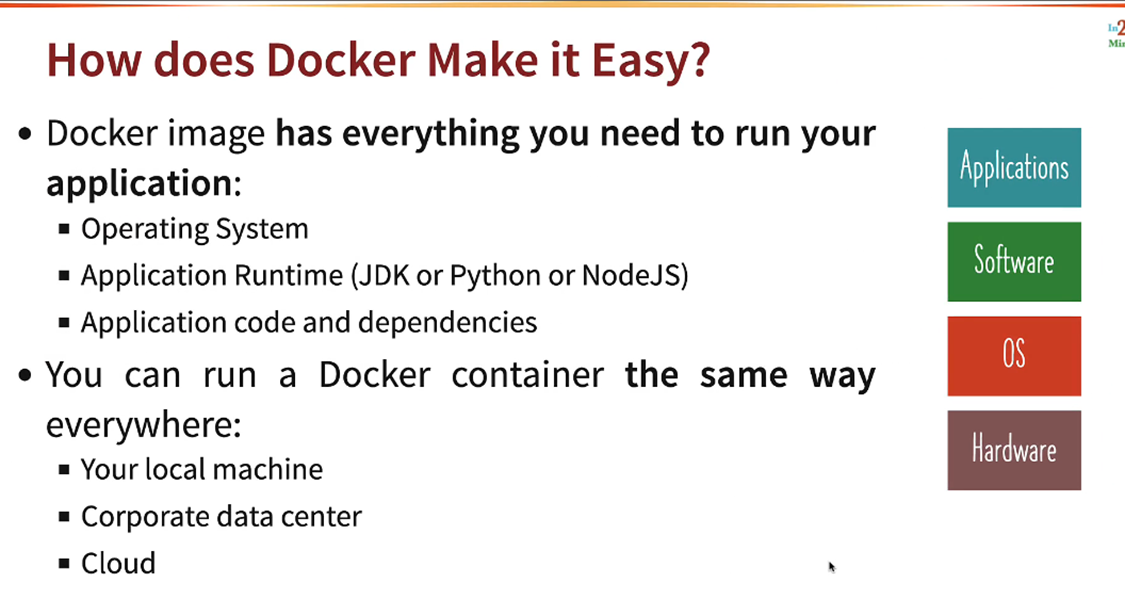 How does Docker Make it Easy?
• Docker image has everything you need to run your
application:
▪ Operating System
▪ Application Runtime (JDK or Python or NodeJS)
▪ Application code and dependencies
• You can run a Docker container the same way
everywhere:
▪ Your local machine
▪ Corporate data center
▪ Cloud
Applications
Software
OS
Hardware
In